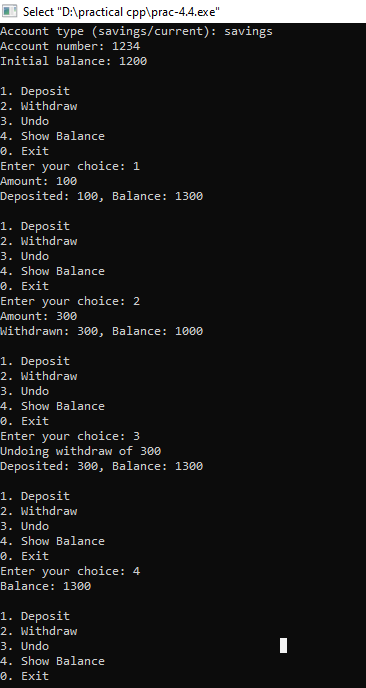 Select "D:\practical cpp\prac-4.4.exe"
Account type (savings/current): savings
Account number: 1234
Initial balance: 1200
1. Deposit
2. Withdraw
3. Undo
4. Show Balance
0. Exit
Enter your choice: 1
Amount: 100
Deposited: 100, Balance: 1300
1. Deposit
2. Withdraw
3. Undo
4. Show Balance
0. Exit
Enter your choice: 2
Amount: 300
Withdrawn: 300, Balance: 1000
1. Deposit
2. Withdraw
3. Undo
4. Show Balance
0. Exit
Enter your choice: 3
Undoing withdraw of 300
Deposited: 300, Balance: 1300
1. Deposit
2. Withdraw
3. Undo
4. Show Balance
0. Exit
Enter your choice: 4
Balance: 1300
1. Deposit
2. Withdraw
3. Undo
4. Show Balance
0. Exit